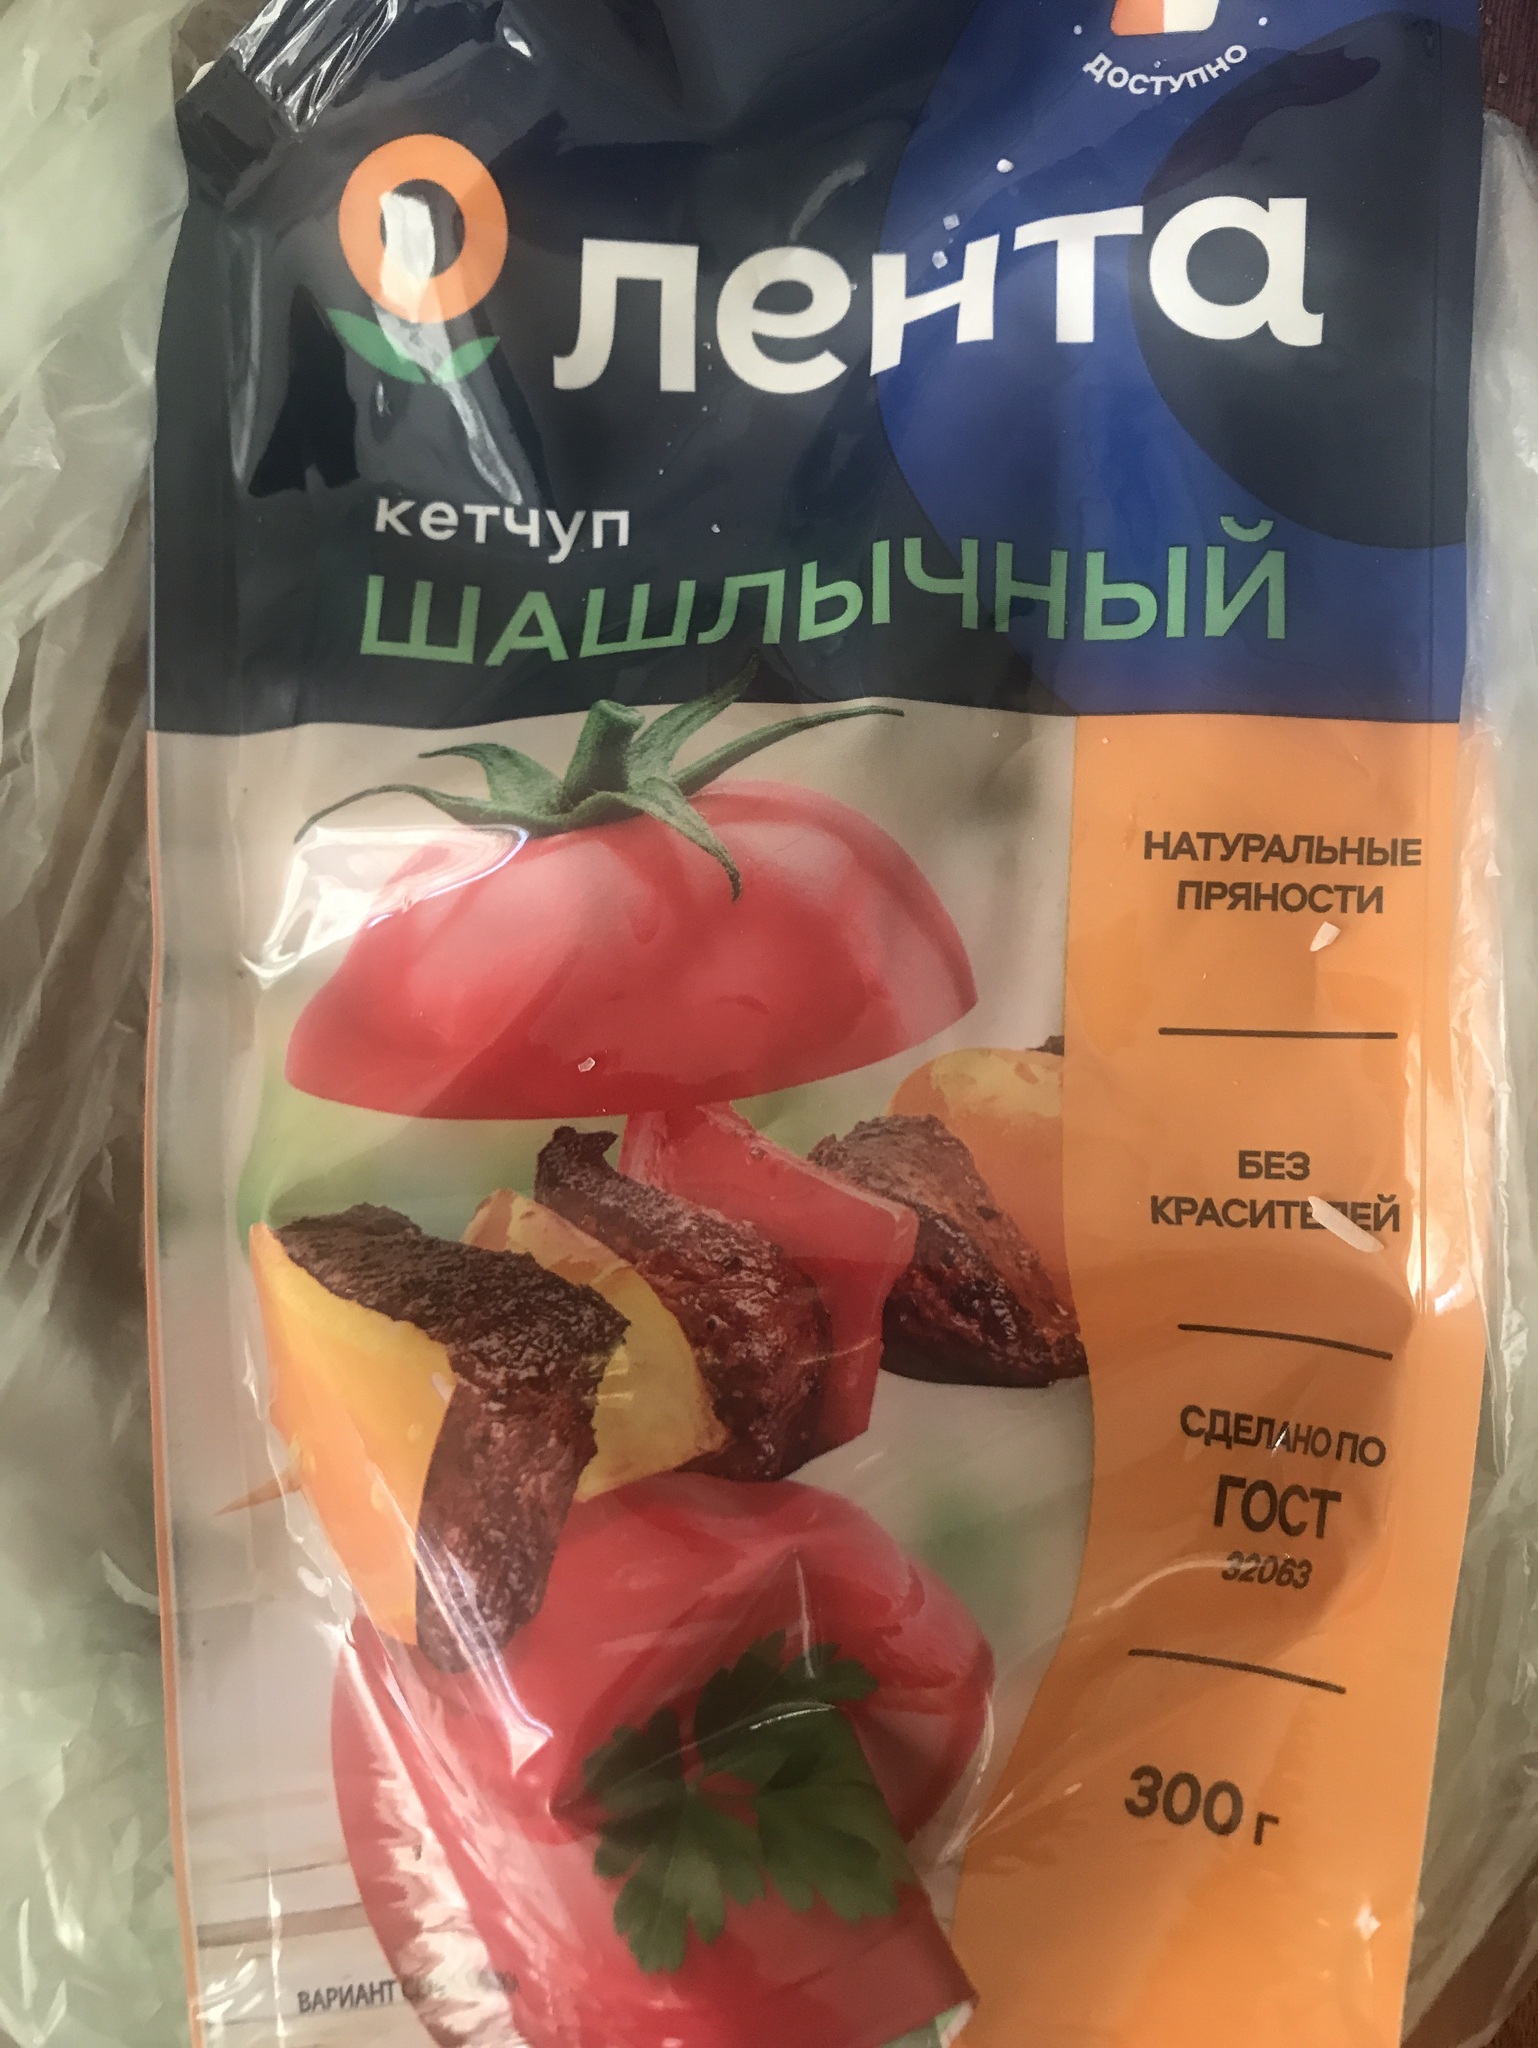 ДОСТУПНО
лента
кетчуп
ШАШЛЫЧНЫЙ
НАТУРАЛЬНЫЕ
ПРЯНОСТИ
БЕЗ
КРАСИТЕЛЕЙ
СДЕЛАНО ПО
ГОСТ
32063
300 г
ВАРИАНТ